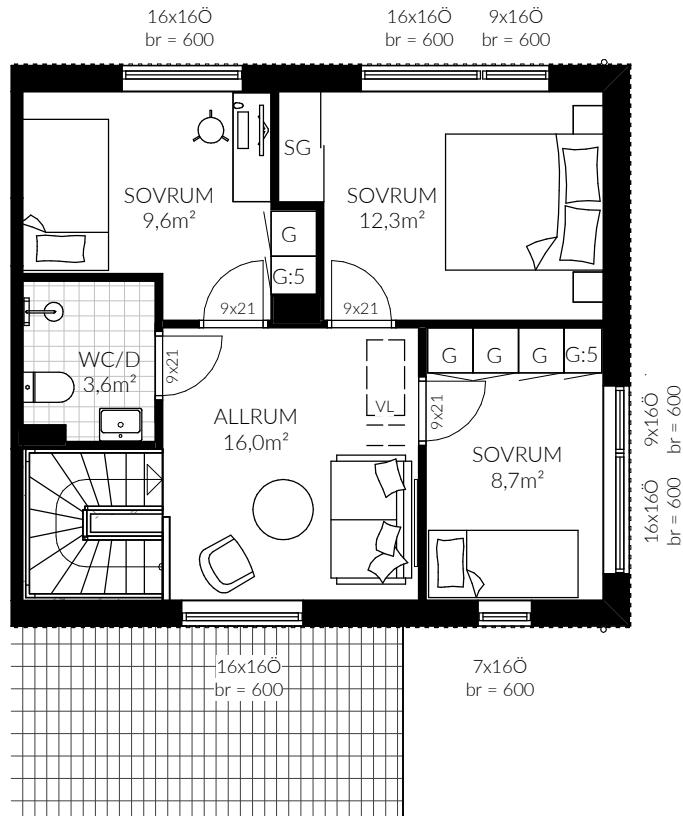 16x16Ö
br = 600
16x16Ö
br = 600
9x16Ö
br = 600
SG
SOVRUM
9,6m²
SOVRUM
12,3m²
G
G:5
9x21
9x21
WC/D
3,6m²
9x21
G
G
G
G:5
VL
9x21
ALLRUM
16,0m²
SOVRUM
8,7m²
9x16Ö
br = 600
16x16Ö
br = 600
16x16Ö
br = 600
7x16Ö
br = 600